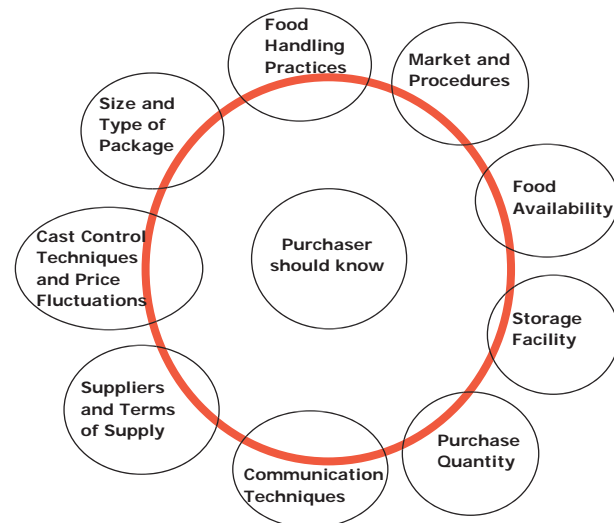 Food
Handling
Practices
Market and
Procedures
Food
Availability
Storage
Facility
Purchase
Quantity
Communication
Techniques
Suppliers
and Terms
of Supply
Cast Control
Techniques
and Price
Fluctuations
Size and
Type of
Package
Purchaser
should know